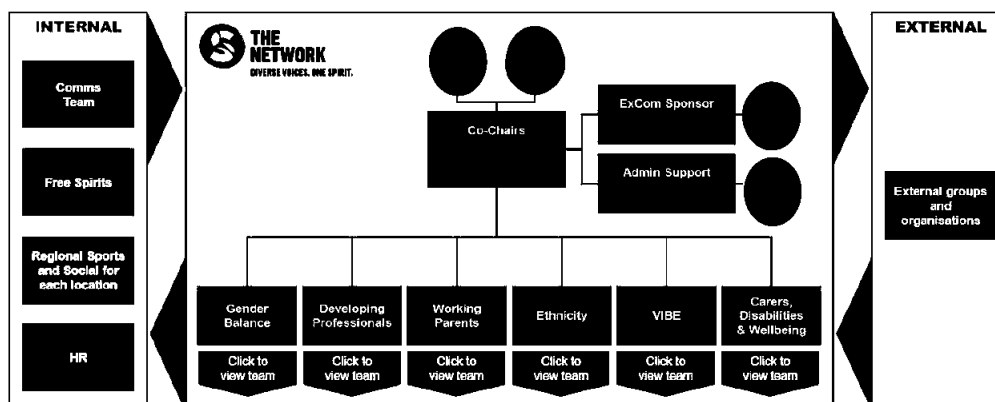 INTERNAL
Comms
Team
Free Spirits
Regional Sports
and Social for
each location
HR
THE
NETWORK
DIVERSE VOICES. ONE SPIRIT.
Co-Chairs
ExCom Sponsor
Admin Support
Gender
Balance
Developing
Professionals
Working
Parents
Ethnicity
VIBE
Carers,
Disabilities
& Wellbeing
Click to
view team
Click to
view team
Click to
view team
Click to
view team
Click to
view team
Click to
view team
EXTERNAL
External groups
and
organisations